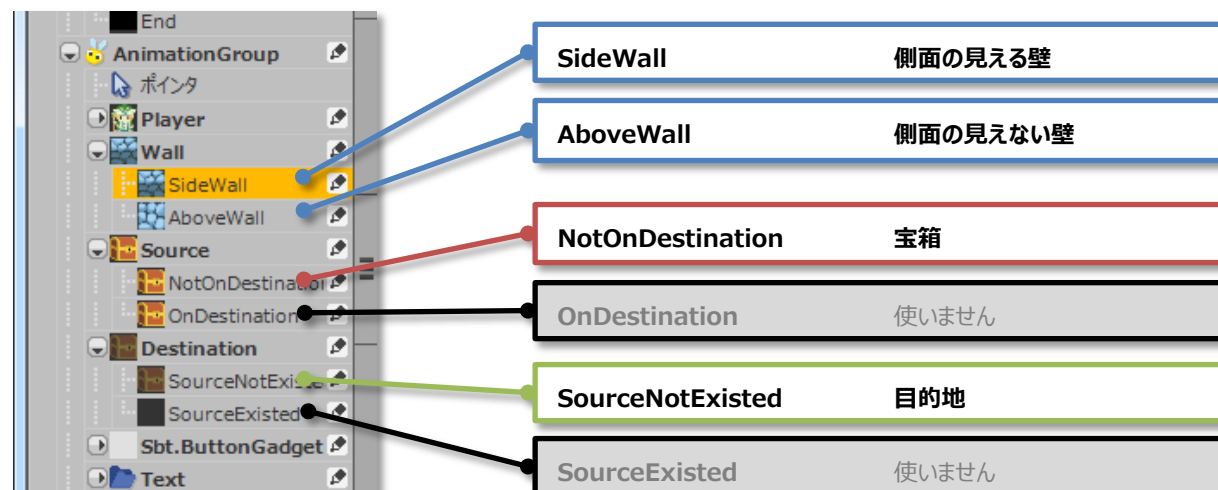 End
AnimationGroup
ポインタ
Player
Wall
SideWall
AboveWall
Source
NotOnDestination
OnDestination
Destination
SourceNotExiste
SourceExisted
Sbt.ButtonGadget
Text
SideWall 側面の見える壁
AboveWall 側面の見えない壁
NotOnDestination 宝箱
OnDestination 使いません
SourceNotExisted 目的地
SourceExisted 使いません